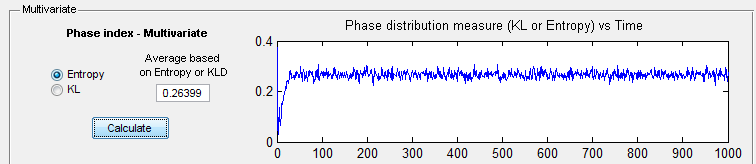 Multivariate
Phase index - Multivariate
Average based
on Entropy or KLD
Entropy
KL
0.26399
Calculate
Phase distribution measure (KL or Entropy) vs Time
0.4
0.2
0
0 100 200 300 400 500 600 700 800 900 1000